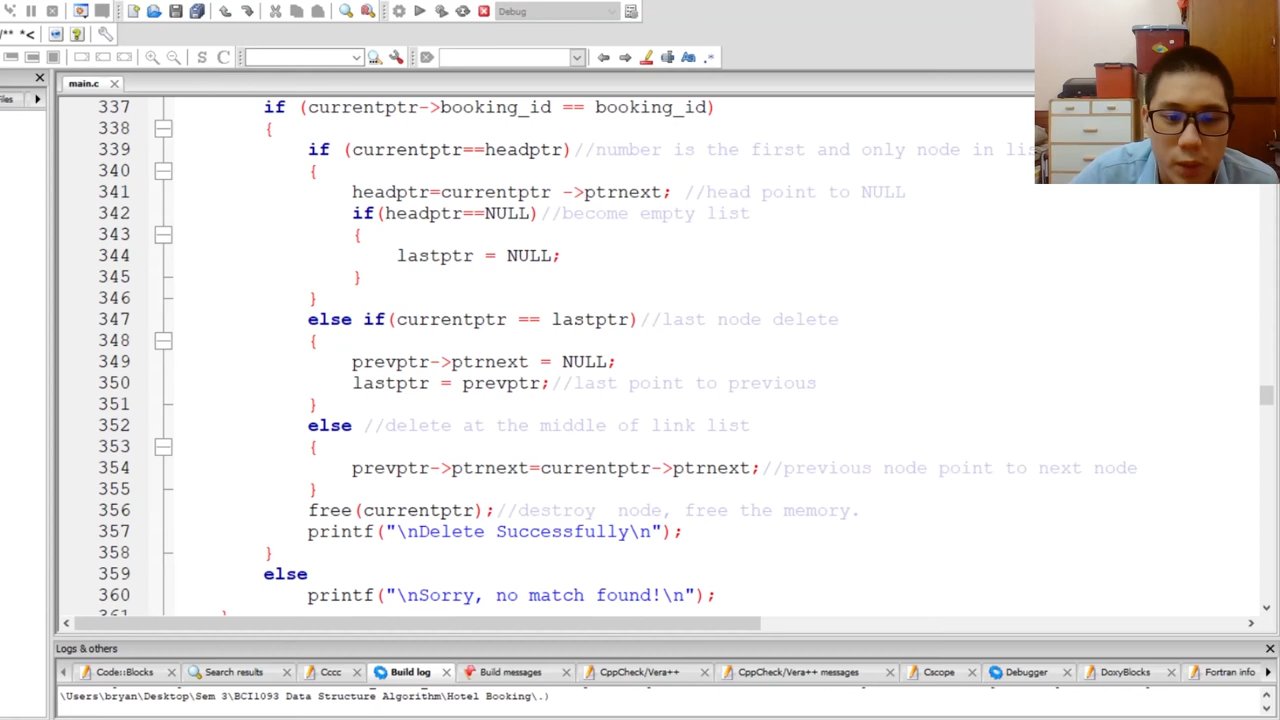 Debug
/** *<
S C
main.c
Files
337 if (currentptr->booking_id == booking_id)
338 {
339 if (currentptr==headptr)//number is the first and only node in lis
340 {
341 headptr=currentptr ->ptrnext; //head point to NULL
342 if(headptr==NULL)//become empty list
343 {
344 lastptr = NULL;
345 }
346 }
347 else if(currentptr == lastptr)//last node delete
348 {
349 prevptr->ptrnext = NULL;
350 lastptr = prevptr;//last point to previous
351 }
352 else //delete at the middle of link list
353 {
354 prevptr->ptrnext=currentptr->ptrnext;//previous node point to next node
355 }
356 free(currentptr);//destroy  node, free the memory.
357 printf("\nDelete Successfully\n");
358 }
359 else
360 printf("\nSorry, no match found!\n");
361 }
Logs & others
Code::Blocks Search results Cccc Build log Build messages CppCheck/Vera++ CppCheck/Vera++ messages Cscope Debugger DoxyBlocks Fortran info
\Users\bryan\Desktop\Sem 3\BCI1093 Data Structure Algorithm\Hotel Booking\.)